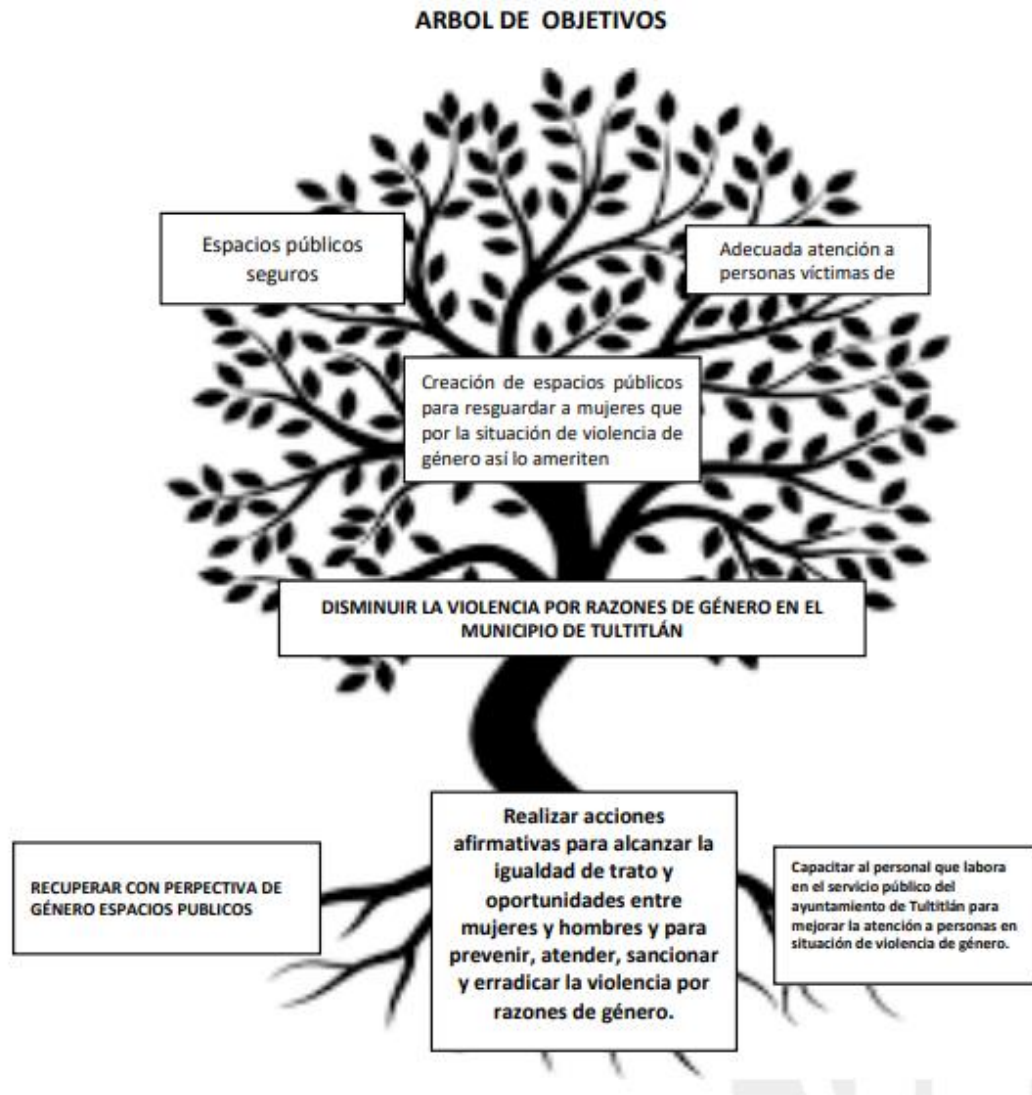 ARBOL DE OBJETIVOS
Espacios públicos
seguros
Adecuada atención a
personas víctimas de
Creación de espacios públicos
para resguardar a mujeres que
por la situación de violencia de
género así lo ameriten
DISMINUIR LA VIOLENCIA POR RAZONES DE GÉNERO EN EL
MUNICIPIO DE TULTITLÁN
RECUPERAR CON PERPECTIVA DE
GÉNERO ESPACIOS PUBLICOS
Realizar acciones
afirmativas para alcanzar la
igualdad de trato y
oportunidades entre
mujeres y hombres y para
prevenir, atender, sancionar
y erradicar la violencia por
razones de género.
Capacitar al personal que labora
en el servicio público del
ayuntamiento de Tultitlán para
mejorar la atención a personas en
situación de violencia de género.